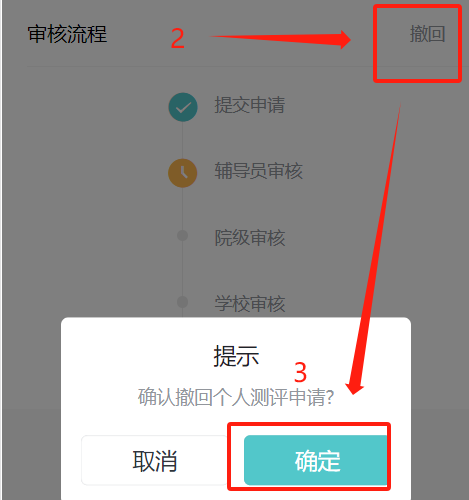 审核流程 2 撤回
提交申请
辅导员审核
院级审核
学校审核
提示
3
确认撤回个人测评申请?
取消 确定